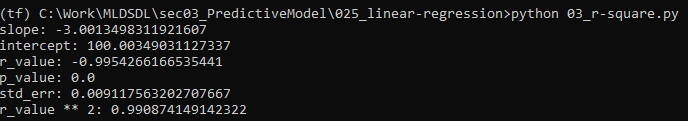 (tf) C:\Work\MLDSDL\sec03_PredictiveModel\025_linear-regression>python 03_r-square.py
slope: -3.0013498311921607
intercept: 100.00349031127337
r_value: -0.9954266166535441
p_value: 0.0
std_err: 0.009117563202707667
r_value ** 2: 0.990874149142322